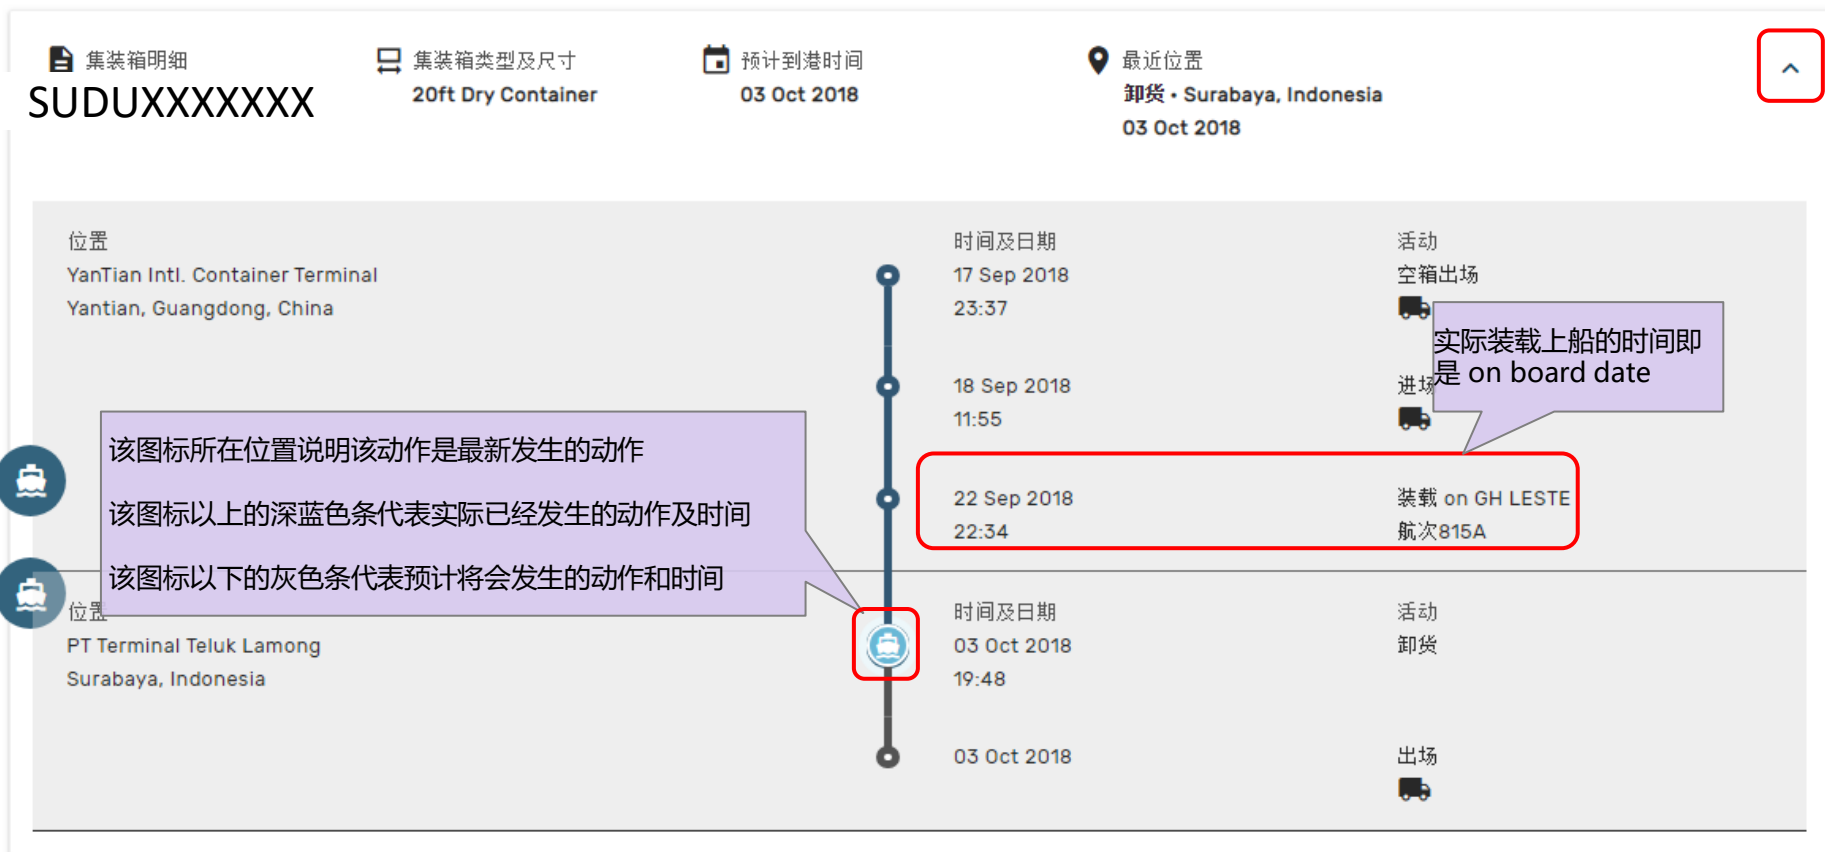 集装箱明细
SUDUXXXXXXX
集装箱类型及尺寸
20ft Dry Container
预计到港时间
03 Oct 2018
最近位置
卸货 • Surabaya, Indonesia
03 Oct 2018
位置
YanTian Intl. Container Terminal
Yantian, Guangdong, China
时间及日期
17 Sep 2018
23:37
活动
空箱出场
实际装载上船的时间即
是 on board date
18 Sep 2018
11:55
进场
该图标所在位置说明该动作是最新发生的动作
该图标以上的深蓝色条代表实际已经发生的动作及时间
该图标以下的灰色条代表预计将会发生的动作和时间
22 Sep 2018
22:34
装载 on GH LESTE
航次815A
位置
PT Terminal Teluk Lamong
Surabaya, Indonesia
时间及日期
03 Oct 2018
19:48
活动
卸货
03 Oct 2018
出场